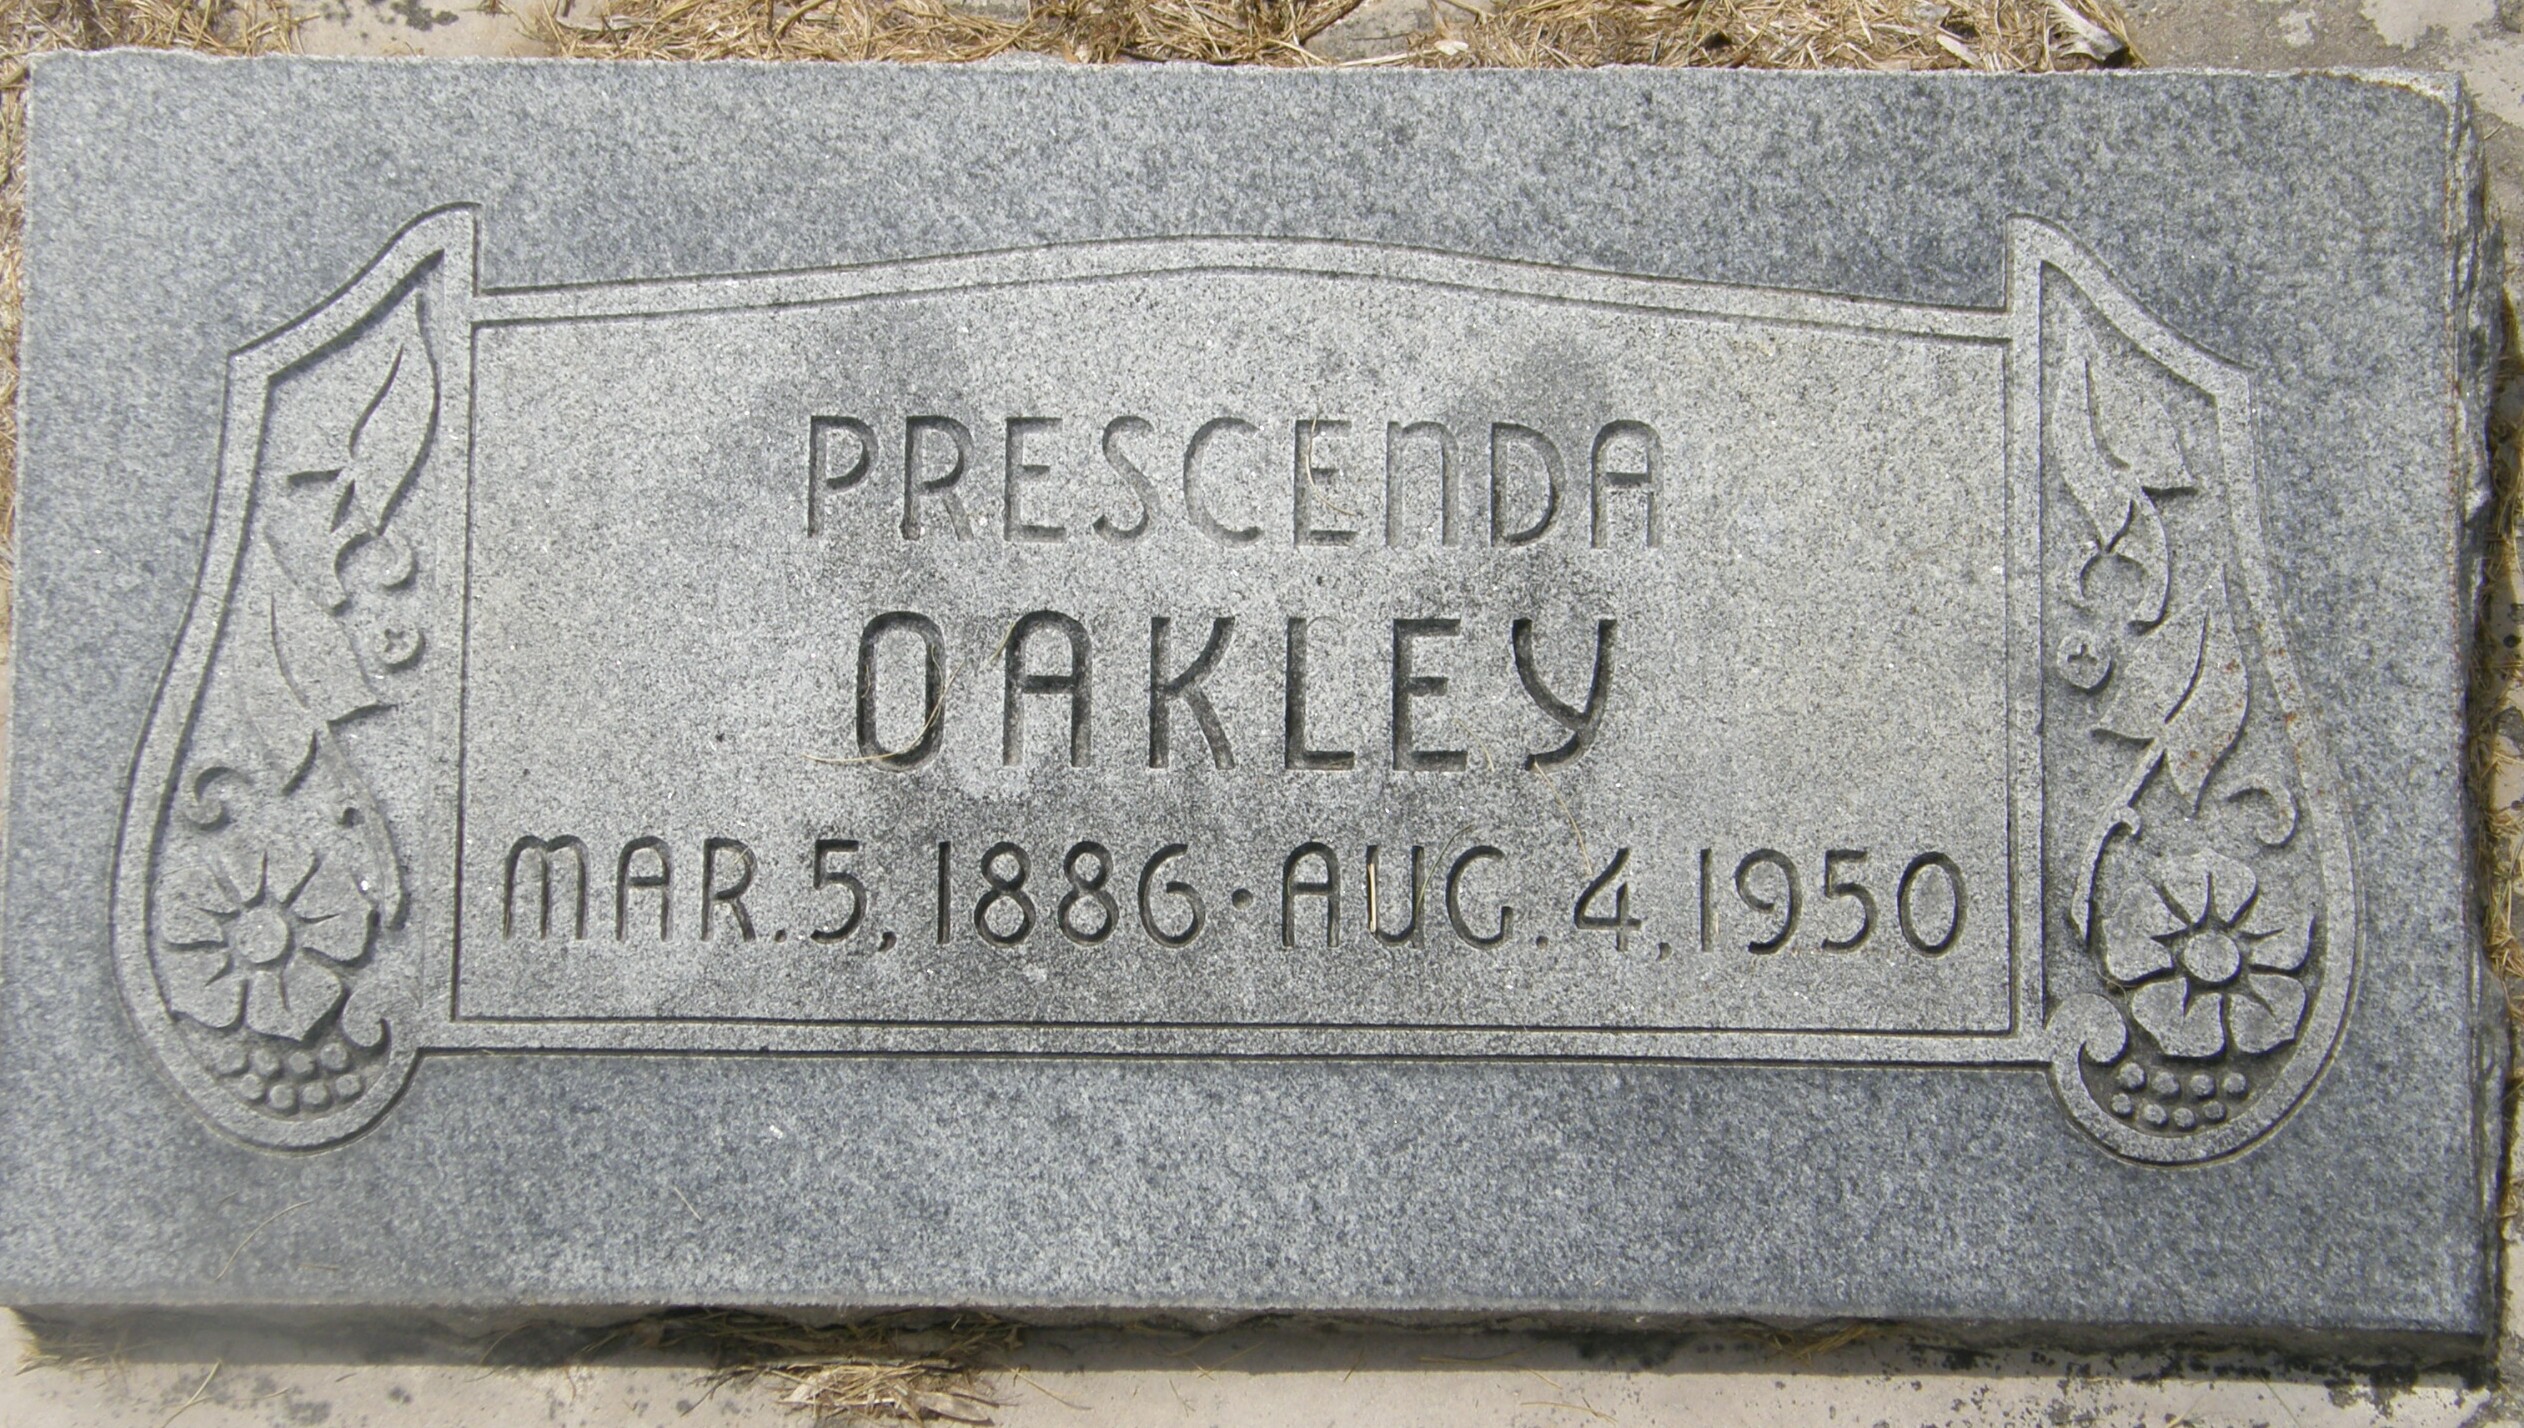 PRESCENDA
OAKLEY
MAR. 5, 1886 · AUG. 4, 1950